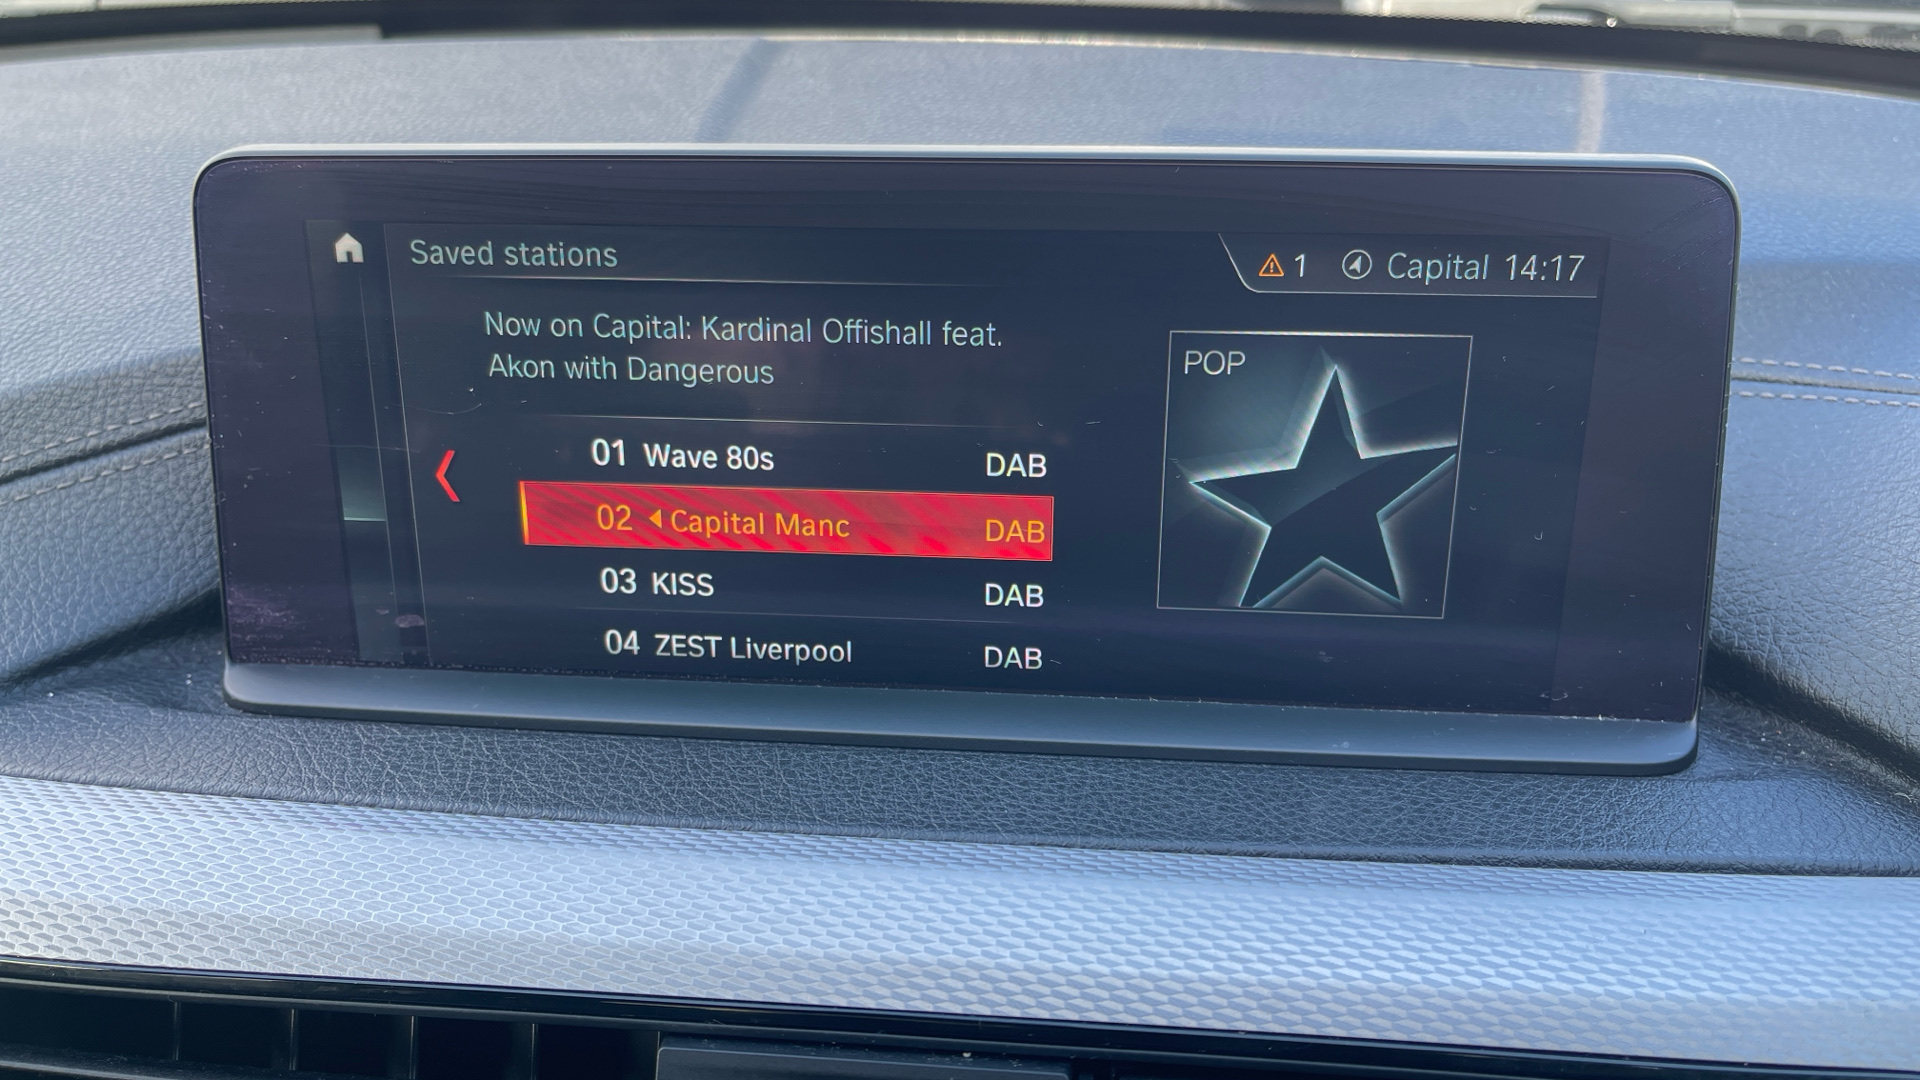 Saved stations
1 Capital 14:17
Now on Capital: Kardinal Offishall feat.
Akon with Dangerous
POP
01 Wave 80s DAB
02 Capital Manc DAB
03 KISS DAB
04 ZEST Liverpool DAB